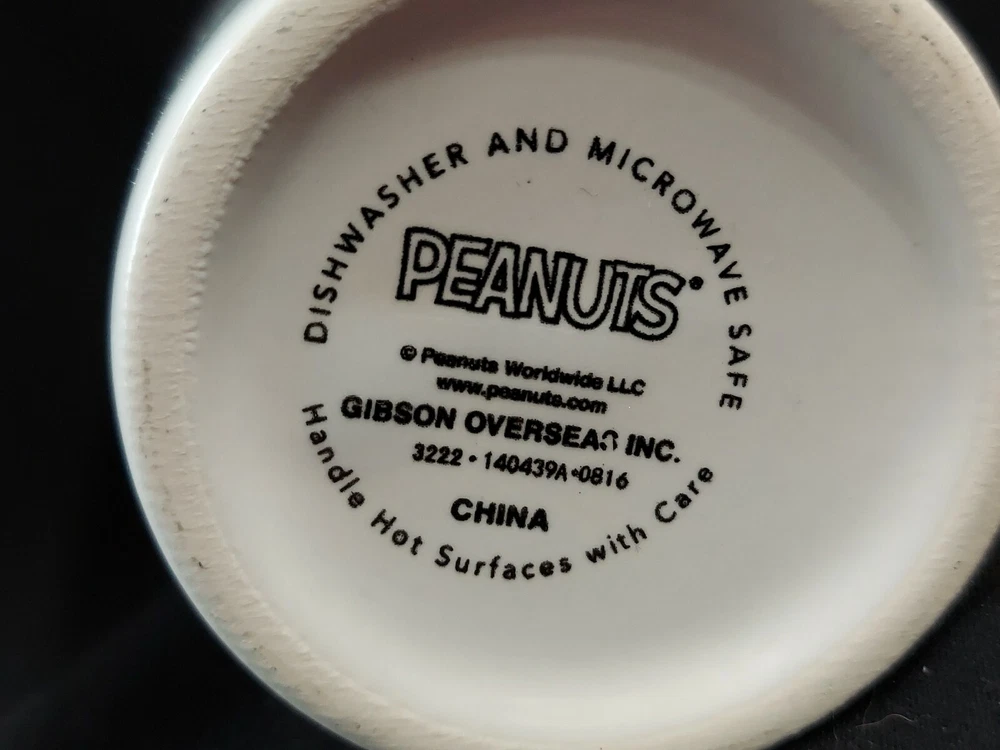 DISHWASHER AND MICROWAVE SAFE
PEANUTS®
© Peanuts Worldwide LLC
www.peanuts.com
GIBSON OVERSEAS INC.
3222 • 140439A•0816
CHINA
Handle Hot Surfaces with Care